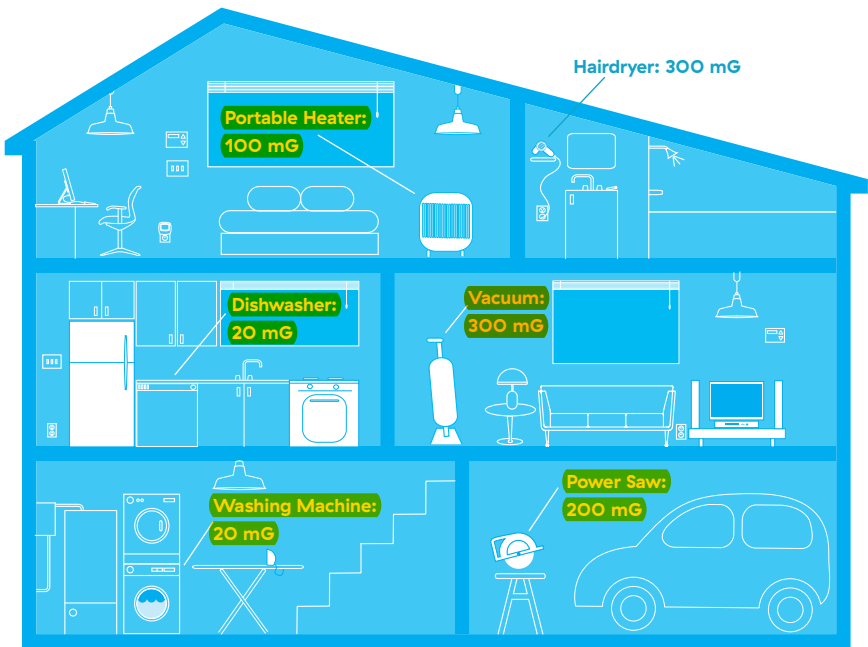 Hairdryer: 300 mG
Portable Heater:
100 mG
Dishwasher:
20 mG
Vacuum:
300 mG
Washing Machine:
20 mG
Power Saw:
200 mG